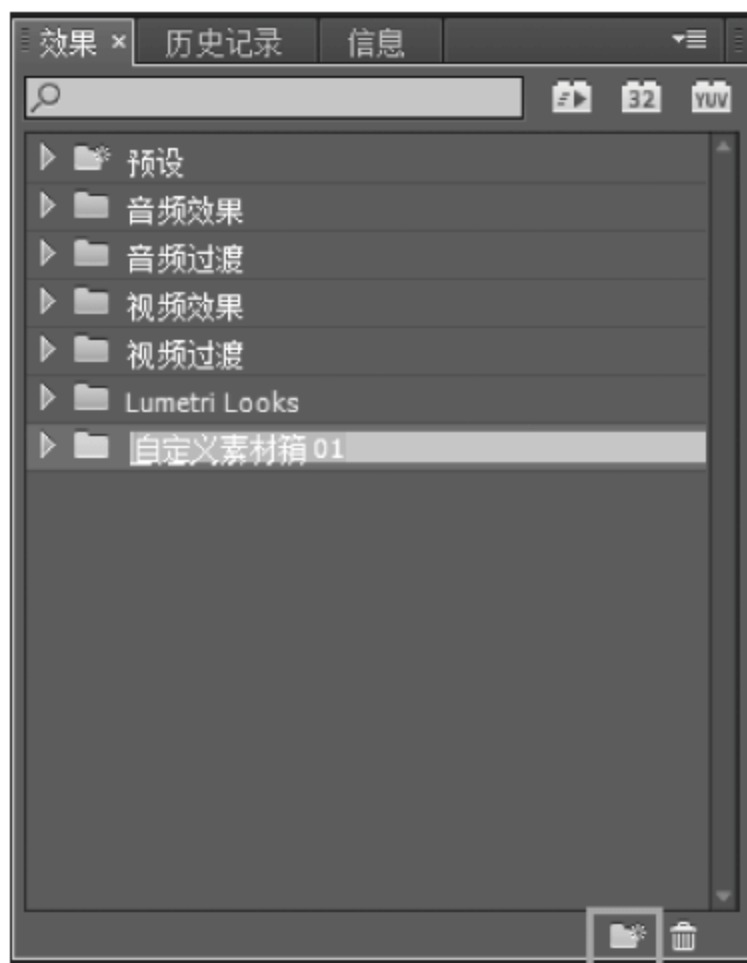 效果 × 历史记录 信息
32 YUV
预设
音频效果
音频过渡
视频效果
视频过渡
Lumetri Looks
自定义素材箱 01